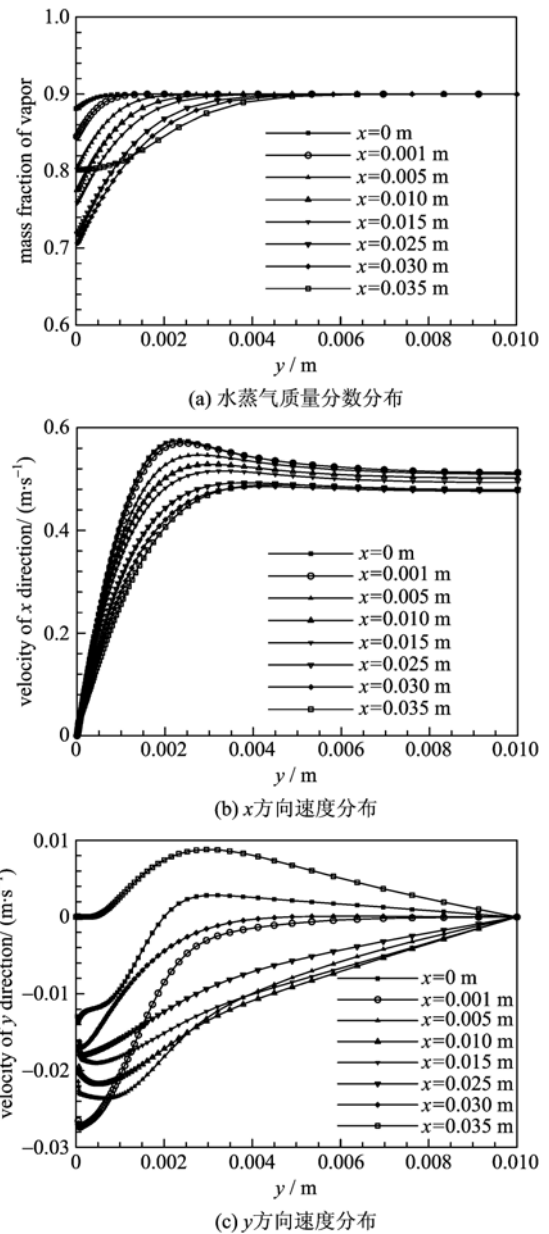 1.0
0.9
0.8
0.7
0.6
mass fraction of vapor
x=0 m
x=0.001 m
x=0.005 m
x=0.010 m
x=0.015 m
x=0.025 m
x=0.030 m
x=0.035 m
0 0.002 0.004 0.006 0.008 0.010
y / m
(a) 水蒸气质量分数分布
0.6
0.4
0.2
0
velocity of x direction/ (m·s⁻¹)
x=0 m
x=0.001 m
x=0.005 m
x=0.010 m
x=0.015 m
x=0.025 m
x=0.030 m
x=0.035 m
0 0.002 0.004 0.006 0.008 0.010
y / m
(b) x方向速度分布
0.01
0
−0.01
−0.02
−0.03
velocity of y direction/ (m·s⁻
x=0 m
x=0.001 m
x=0.005 m
x=0.010 m
x=0.015 m
x=0.025 m
x=0.030 m
x=0.035 m
0 0.002 0.004 0.006 0.008 0.010
y / m
(c) y方向速度分布